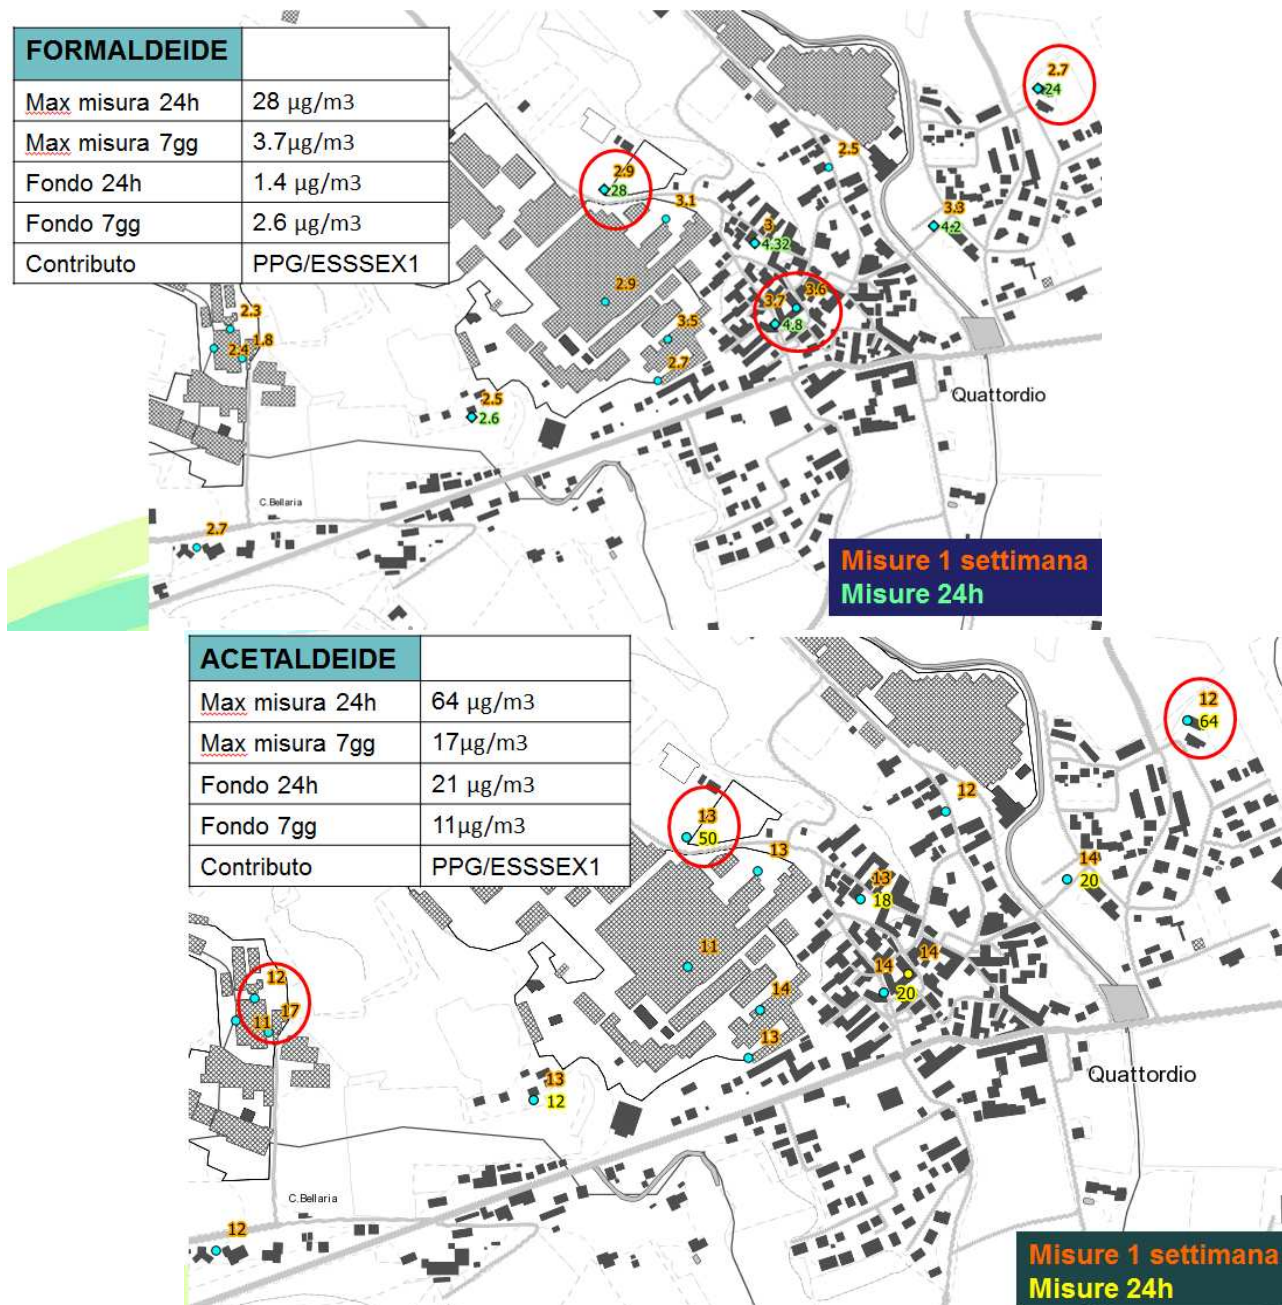 FORMALDEIDE
Max misura 24h 28 µg/m3
Max misura 7gg 3.7µg/m3
Fondo 24h 1.4 µg/m3
Fondo 7gg 2.6 µg/m3
Contributo PPG/ESSSEX1
2.7
24
2.5
2.9
28
3.1
3.3
4.2
3
4.32
2.9
3.7
3.6
4.8
2.3
1.8
2.4
3.5
2.7
2.5
2.6
Quattordio
C.Bellaria
2.7
Misure 1 settimana
Misure 24h
ACETALDEIDE
Max misura 24h 64 µg/m3
Max misura 7gg 17µg/m3
Fondo 24h 21 µg/m3
Fondo 7gg 11µg/m3
Contributo PPG/ESSSEX1
12
64
12
13
50
13
14
20
13
18
11
14
14
20
12
17
11
14
13
13
12
Quattordio
C.Bellaria
12
Misure 1 settimana
Misure 24h